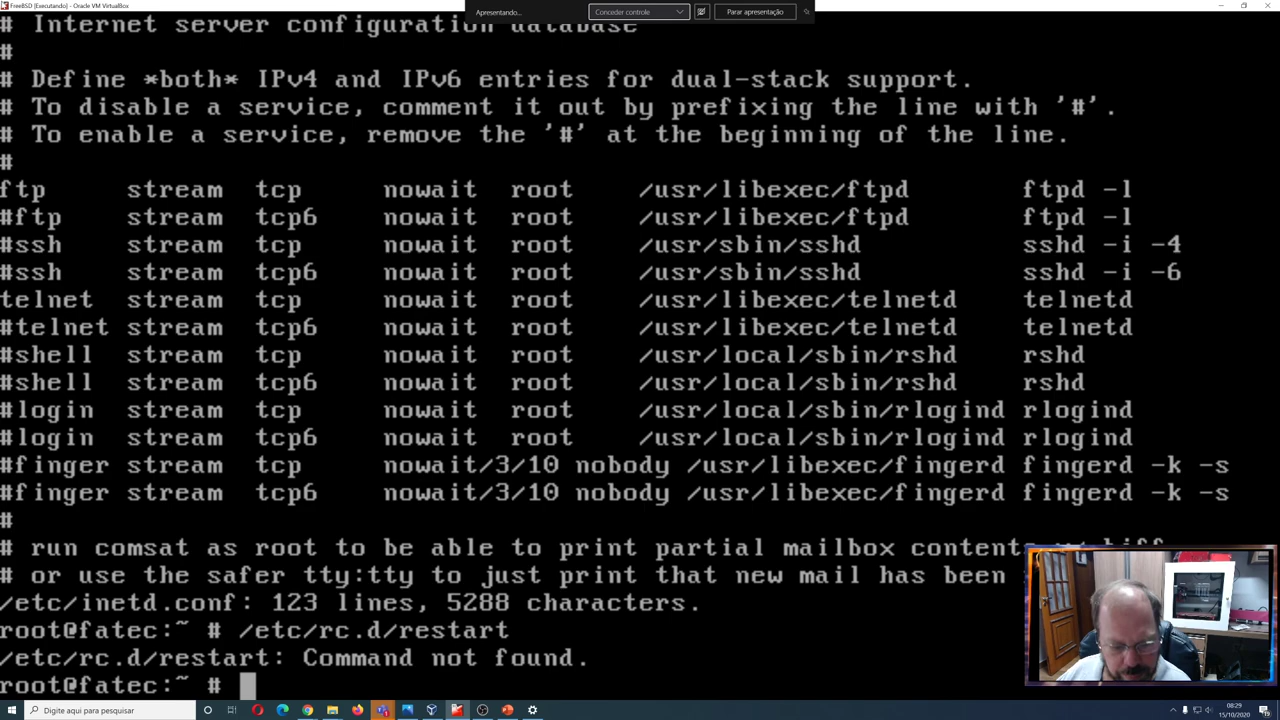 FreeBSD [Executando] - Oracle VM VirtualBox
Apresentando...
Conceder controle
Parar apresentação
# Internet server configuration database
#
# Define *both* IPv4 and IPv6 entries for dual-stack support.
# To disable a service, comment it out by prefixing the line with '#'.
# To enable a service, remove the '#' at the beginning of the line.
#
ftp stream tcp nowait root /usr/libexec/ftpd ftpd -l
#ftp stream tcp6 nowait root /usr/libexec/ftpd ftpd -l
#ssh stream tcp nowait root /usr/sbin/sshd sshd -i -4
#ssh stream tcp6 nowait root /usr/sbin/sshd sshd -i -6
telnet stream tcp nowait root /usr/libexec/telnetd telnetd
#telnet stream tcp6 nowait root /usr/libexec/telnetd telnetd
#shell stream tcp nowait root /usr/local/sbin/rshd rshd
#shell stream tcp6 nowait root /usr/local/sbin/rshd rshd
#login stream tcp nowait root /usr/local/sbin/rlogind rlogind
#login stream tcp6 nowait root /usr/local/sbin/rlogind rlogind
#finger stream tcp nowait/3/10 nobody /usr/libexec/fingerd fingerd -k -s
#finger stream tcp6 nowait/3/10 nobody /usr/libexec/fingerd fingerd -k -s
#
# run comsat as root to be able to print partial mailbox contents
# or use the safer tty:tty to just print that new mail has been
/etc/inetd.conf: 123 lines, 5283 characters.
root@fatec:~ # /etc/rc.d/restart
/etc/rc.d/restart: Command not found.
root@fatec:~ #
Digite aqui para pesquisar
08:29
15/10/2020